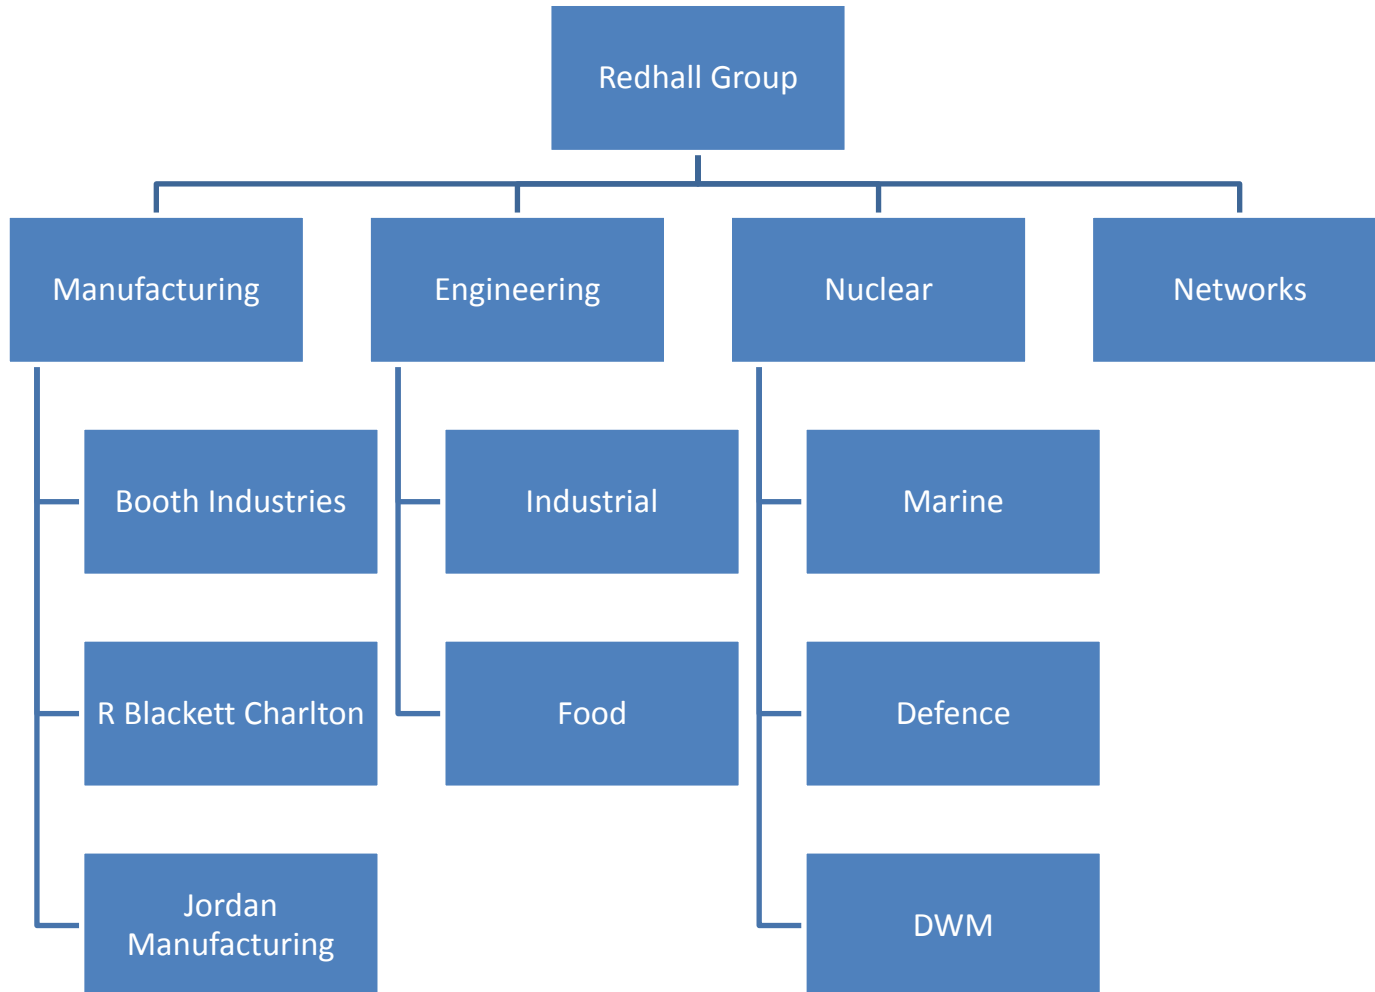 Redhall Group
Manufacturing
Engineering
Nuclear
Networks
Booth Industries
Industrial
Marine
R Blackett Charlton
Food
Defence
Jordan
Manufacturing
DWM